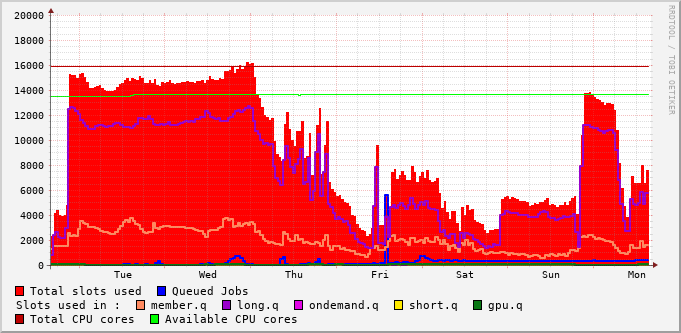 20000
18000
16000
14000
12000
10000
8000
6000
4000
2000
0
Tue Wed Thu Fri Sat Sun Mon
RRDTOOL / TOBI OETIKER
Total slots used Queued Jobs
Slots used in : member.q long.q ondemand.q short.q gpu.q
Total CPU cores Available CPU cores